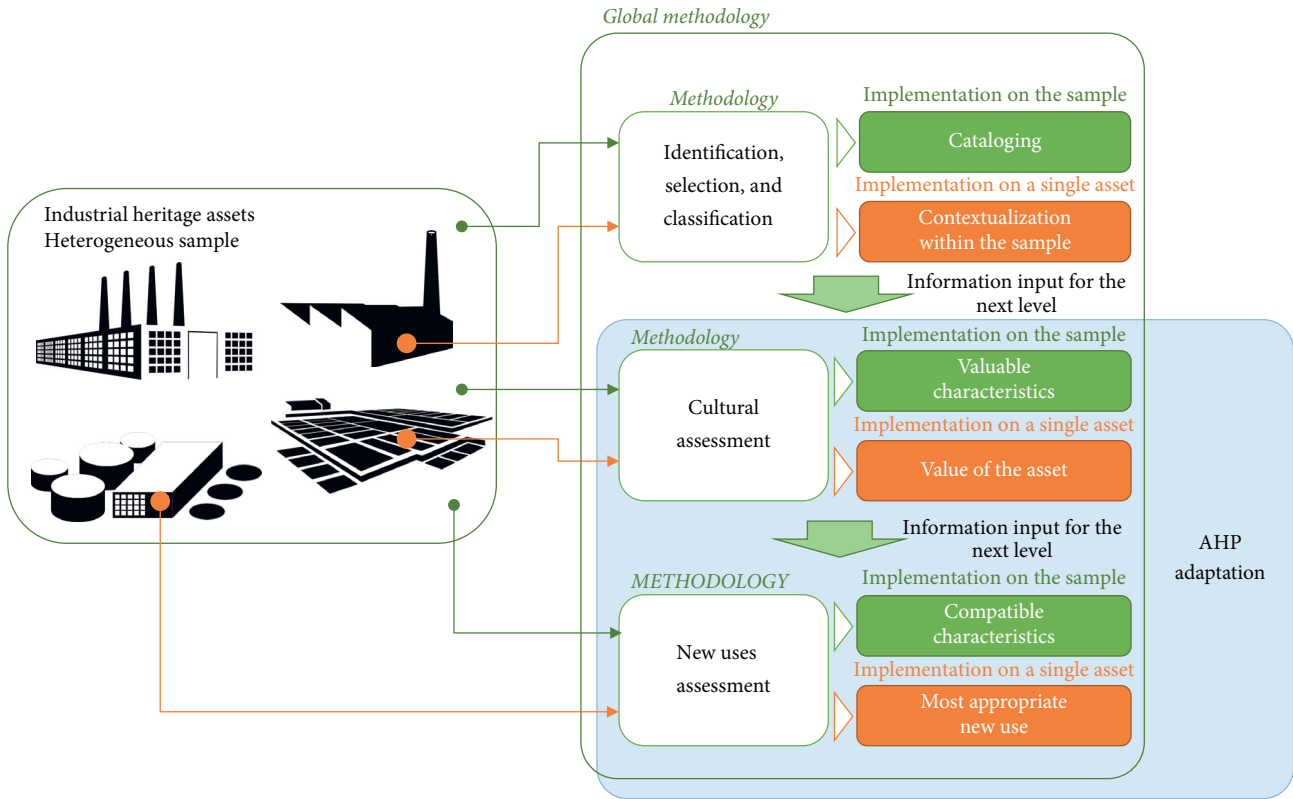 Global methodology
Industrial heritage assets
Heterogeneous sample
Methodology
Identification,
selection, and
classification
Implementation on the sample
Cataloging
Implementation on a single asset
Contextualization
within the sample
Information input for the
next level
Methodology
Cultural
assessment
Implementation on the sample
Valuable
characteristics
Implementation on a single asset
Value of the asset
Information input for the
next level
METHODOLOGY
New uses
assessment
Implementation on the sample
Compatible
characteristics
Implementation on a single asset
Most appropriate
new use
AHP
adaptation